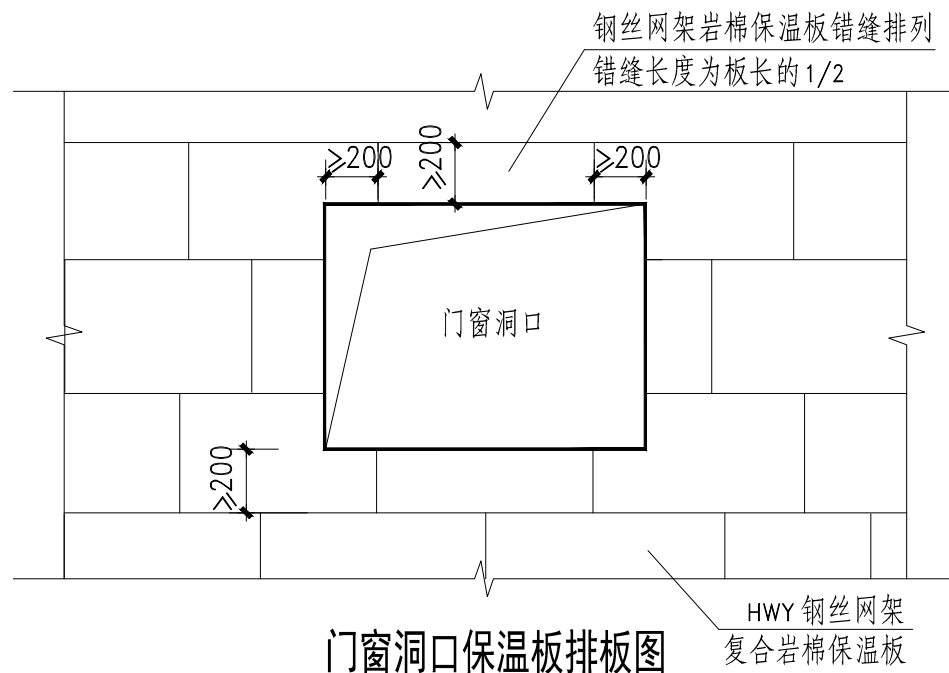 钢丝网架岩棉保温板错缝排列
错缝长度为板长的1/2
≥200
≥200
≥200
门窗洞口
≥200
HWY 钢丝网架
复合岩棉保温板
门窗洞口保温板排板图